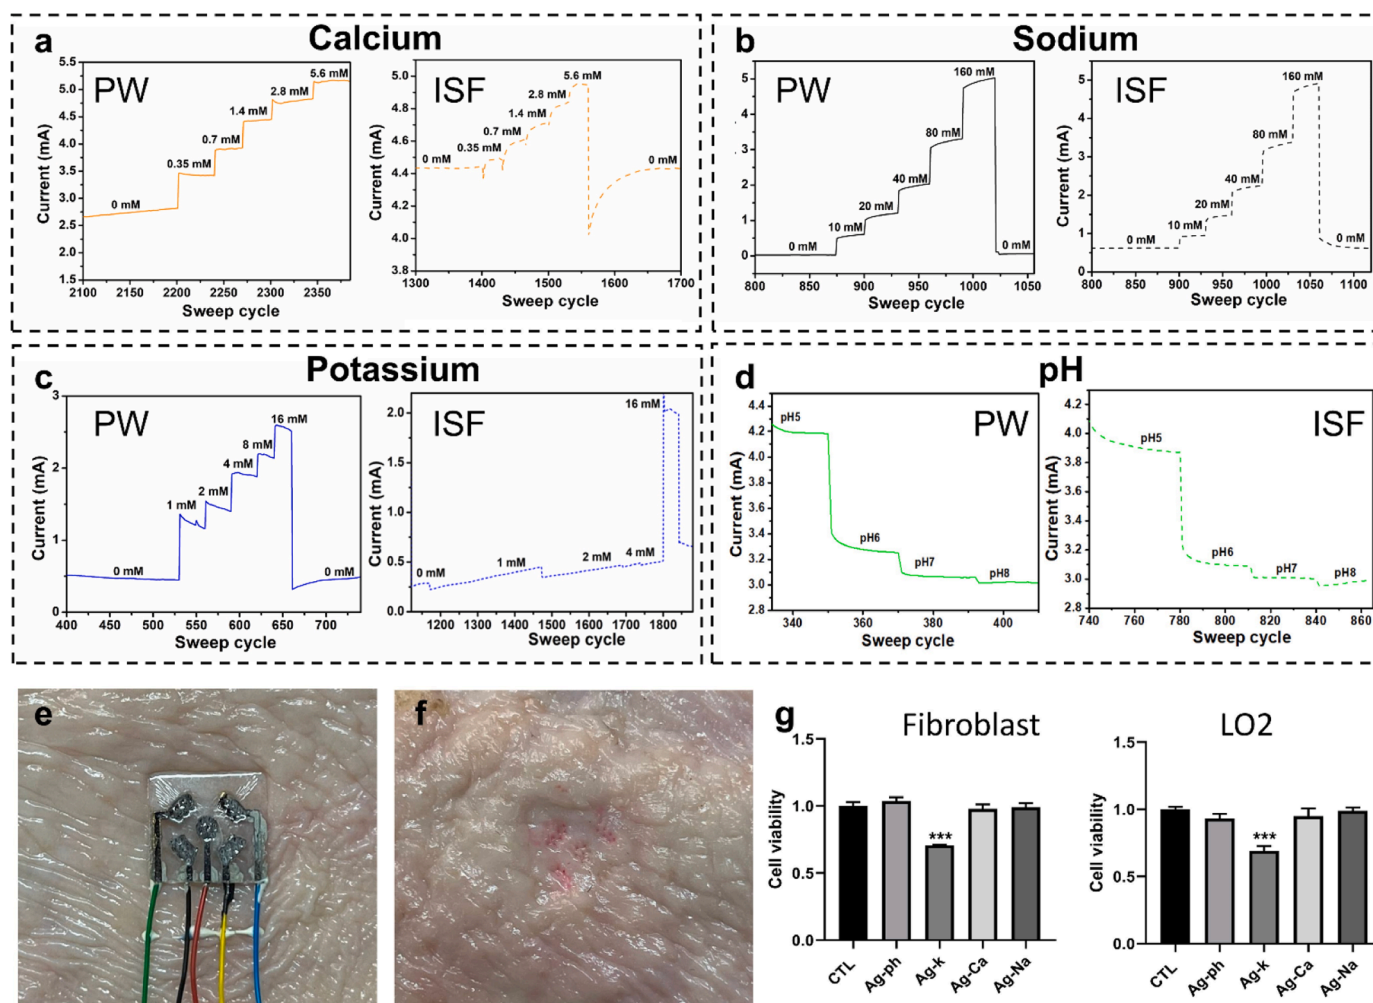 a
Calcium
PW
Current (mA)
5.5
5.0
4.5
4.0
3.5
3.0
2.5
2.0
1.5
0 mM
0.35 mM
0.7 mM
1.4 mM
2.8 mM
5.6 mM
2100 2150 2200 2250 2300 2350
Sweep cycle
ISF
Current (mA)
5.0
4.8
4.6
4.4
4.2
4.0
3.8
0 mM
0.35 mM
0.7 mM
1.4 mM
2.8 mM
5.6 mM
0 mM
1300 1400 1500 1600 1700
Sweep cycle
b
Sodium
PW
Current (mA)
5
4
3
2
1
0
0 mM
10 mM
20 mM
40 mM
80 mM
160 mM
0 mM
800 850 900 950 1000 1050
Sweep cycle
ISF
Current (mA)
5
4
3
2
1
0
0 mM
10 mM
20 mM
40 mM
80 mM
160 mM
0 mM
800 850 900 950 1000 1050 1100
Sweep cycle
c
Potassium
PW
Current (mA)
3
2
1
0
0 mM
1 mM
2 mM
4 mM
8 mM
16 mM
0 mM
400 450 500 550 600 650 700
Sweep cycle
ISF
Current (mA)
2.0
1.5
1.0
0.5
0.0
0 mM
1 mM
2 mM
4 mM
16 mM
1200 1300 1400 1500 1600 1700 1800
Sweep cycle
d
pH
PW
Current (mA)
4.4
4.2
4.0
3.8
3.6
3.4
3.2
3.0
2.8
pH5
pH6
pH7
pH8
340 360 380 400
Sweep cycle
ISF
Current (mA)
4.2
4.0
3.8
3.6
3.4
3.2
3.0
2.8
pH5
pH6
pH7
pH8
740 760 780 800 820 840 860
Sweep cycle
e
f
g
Fibroblast
Cell viability
1.5
1.0
0.5
0.0
***
CTL
Ag-ph
Ag-k
Ag-Ca
Ag-Na
LO2
Cell viability
1.5
1.0
0.5
0.0
***
CTL
Ag-ph
Ag-k
Ag-Ca
Ag-Na